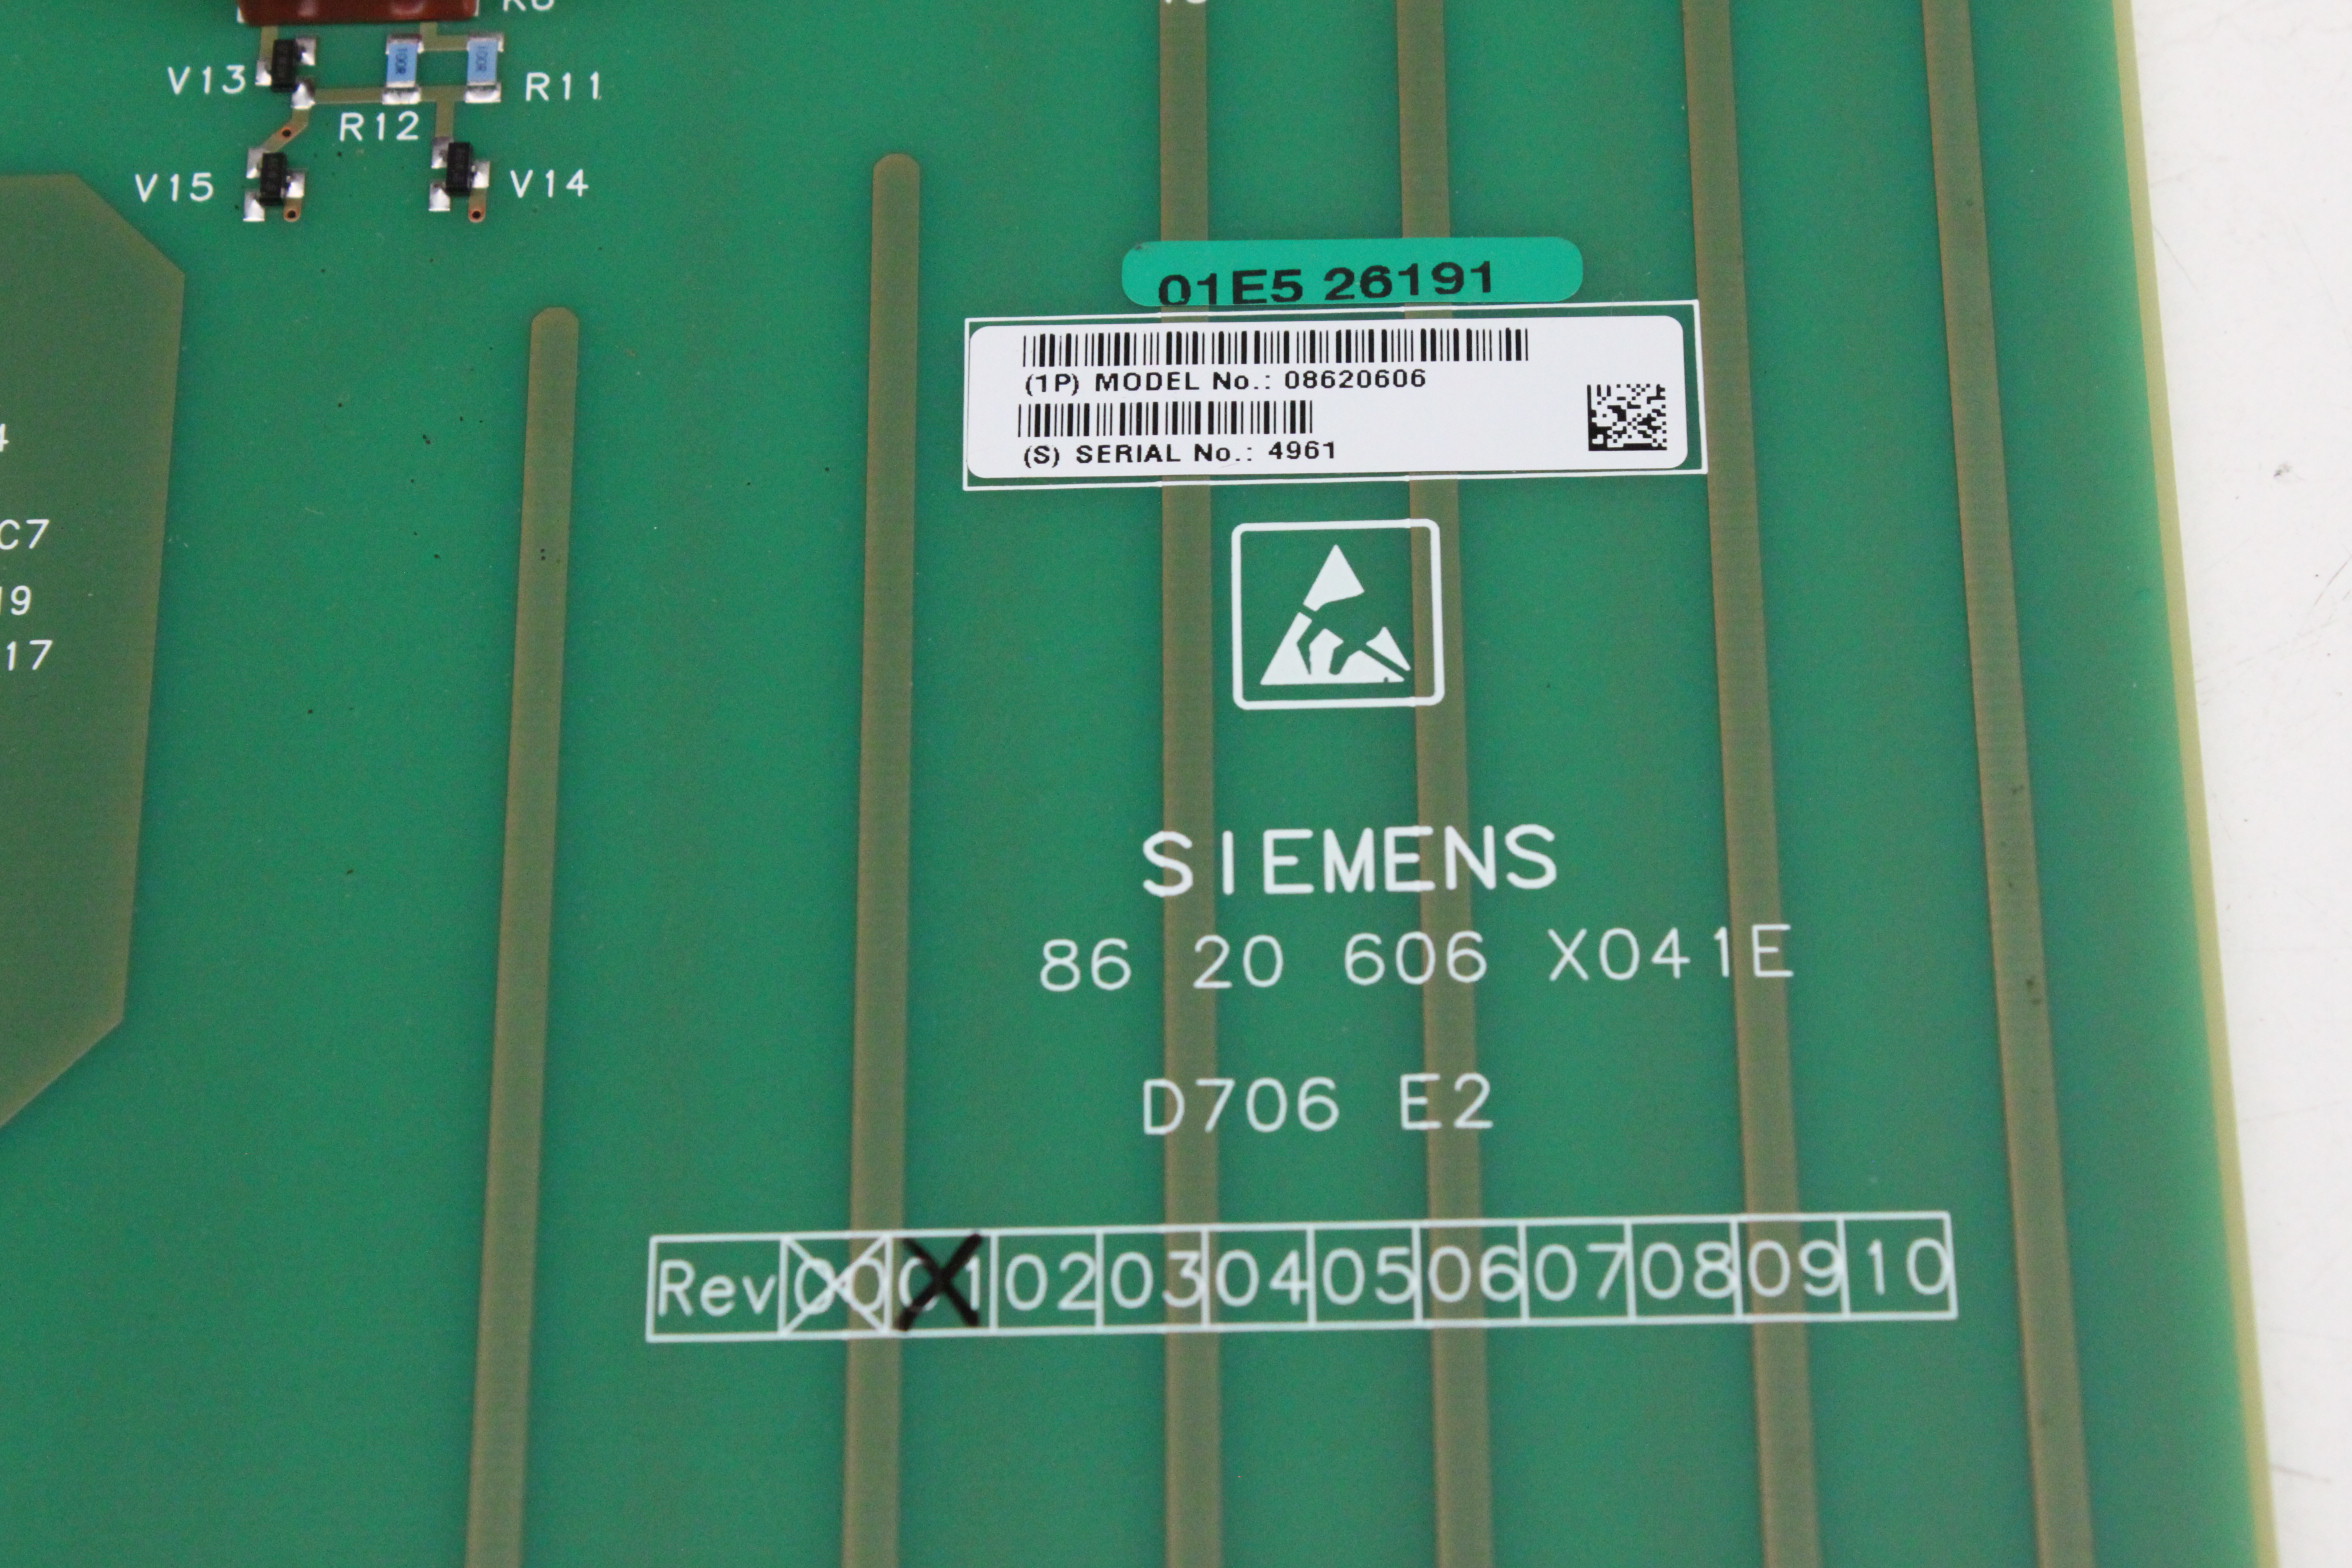 V13
R11
R12
V15
V14
01E5 26191
(1P) MODEL No.: 08620606
(S) SERIAL No.: 4961
C7
17
SIEMENS
86 20 606 X041E
D706 E2
Rev 00 01 02 03 04 05 06 07 08 09 10